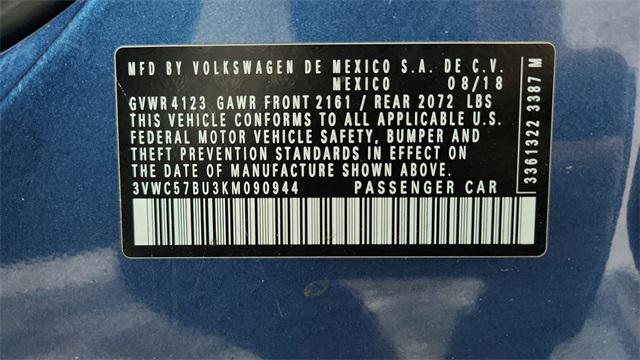 MFD BY VOLKSWAGEN DE MEXICO S.A. DE C.V.
MEXICO 08/18
GVWR 4123 GAWR FRONT 2161 / REAR 2072 LBS
THIS VEHICLE CONFORMS TO ALL APPLICABLE U.S.
FEDERAL MOTOR VEHICLE SAFETY, BUMPER AND
THEFT PREVENTION STANDARDS IN EFFECT ON
THE DATE OF MANUFACTURE SHOWN ABOVE.
3VWC57BU3KM090944 PASSENGER CAR
3361322 3387 M